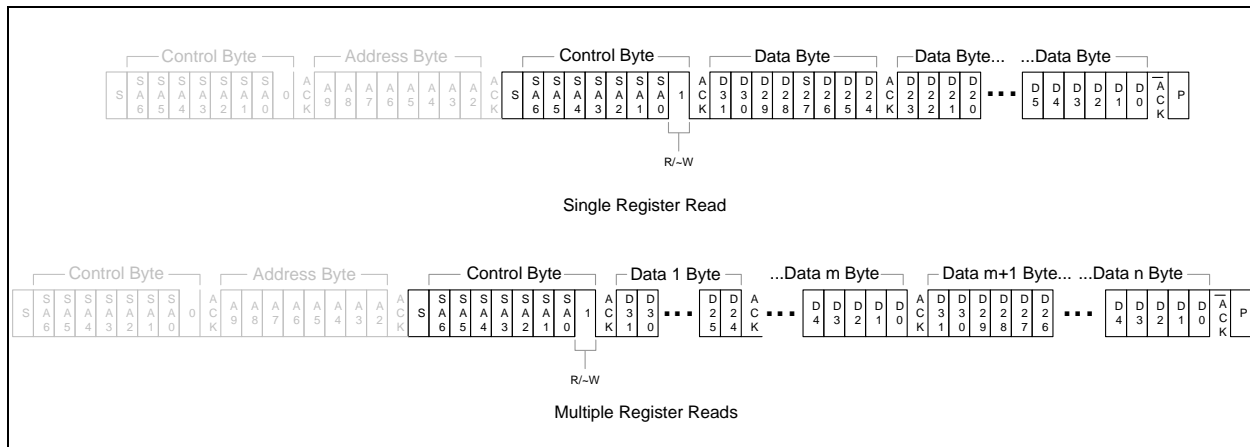 Control Byte Address Byte Control Byte Data Byte Data Byte... ...Data Byte
S SA6 SA5 SA4 SA3 SA2 SA1 SA0 0 ACK A9 A8 A7 A6 A5 A4 A3 A2 ACK S SA6 SA5 SA4 SA3 SA2 SA1 SA0 1 ACK D31 D30 D29 D28 S27 D26 D25 D24 ACK D23 D22 D21 D20 ... D5 D4 D3 D2 D1 D0 ACK P
R/~W
Single Register Read
Control Byte Address Byte Control Byte Data 1 Byte ...Data m Byte Data m+1 Byte... ...Data n Byte
S SA6 SA5 SA4 SA3 SA2 SA1 SA0 0 ACK A9 A8 A7 A6 A5 A4 A3 A2 ACK S SA6 SA5 SA4 SA3 SA2 SA1 SA0 1 ACK D31 D30 ... D25 D24 ACK ... D4 D3 D2 D1 D0 ACK D31 D30 D29 D28 D27 D26 ... D4 D3 D2 D1 D0 ACK P
R/~W
Multiple Register Reads